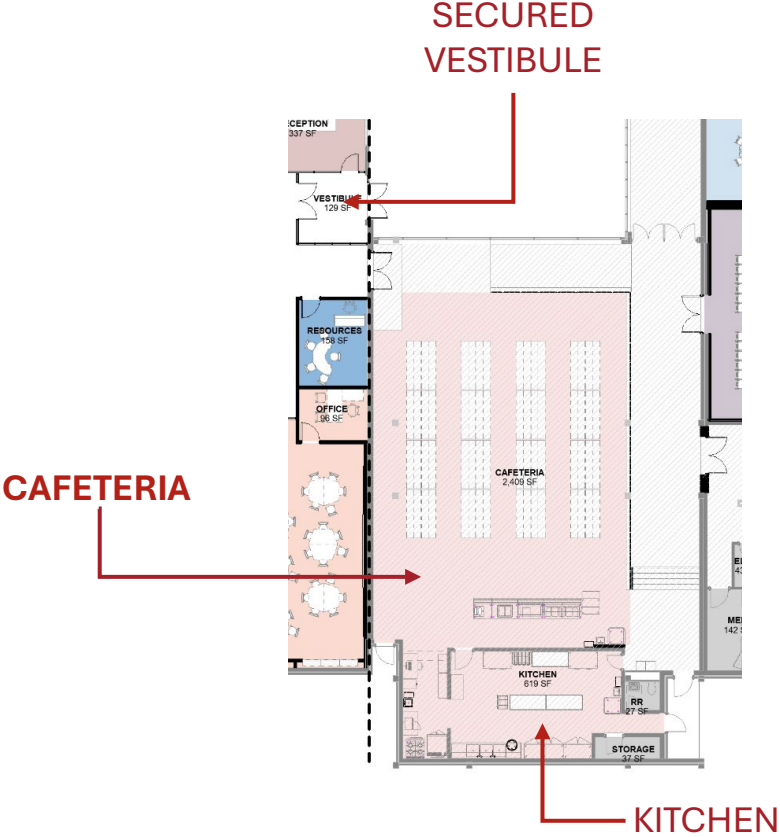 SECURED
VESTIBULE
CEPTION
337 SF
VESTIBULE
129 SF
RESOURCES
158 SF
OFFICE
96 SF
CAFETERIA
CAFETERIA
2,409 SF
KITCHEN
619 SF
RR
27 SF
STORAGE
37 SF
142
KITCHEN